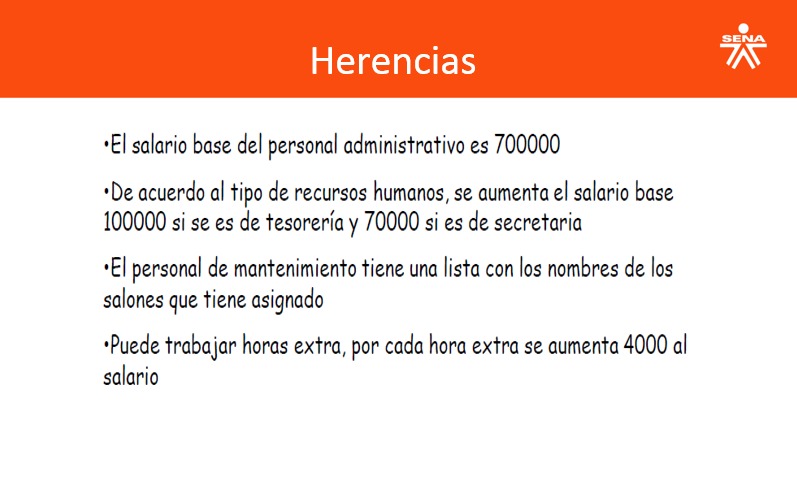 Herencias
SENA
•El salario base del personal administrativo es 700000
•De acuerdo al tipo de recursos humanos, se aumenta el salario base
100000 si se es de tesorería y 70000 si es de secretaria
•El personal de mantenimiento tiene una lista con los nombres de los
salones que tiene asignado
•Puede trabajar horas extra, por cada hora extra se aumenta 4000 al
salario